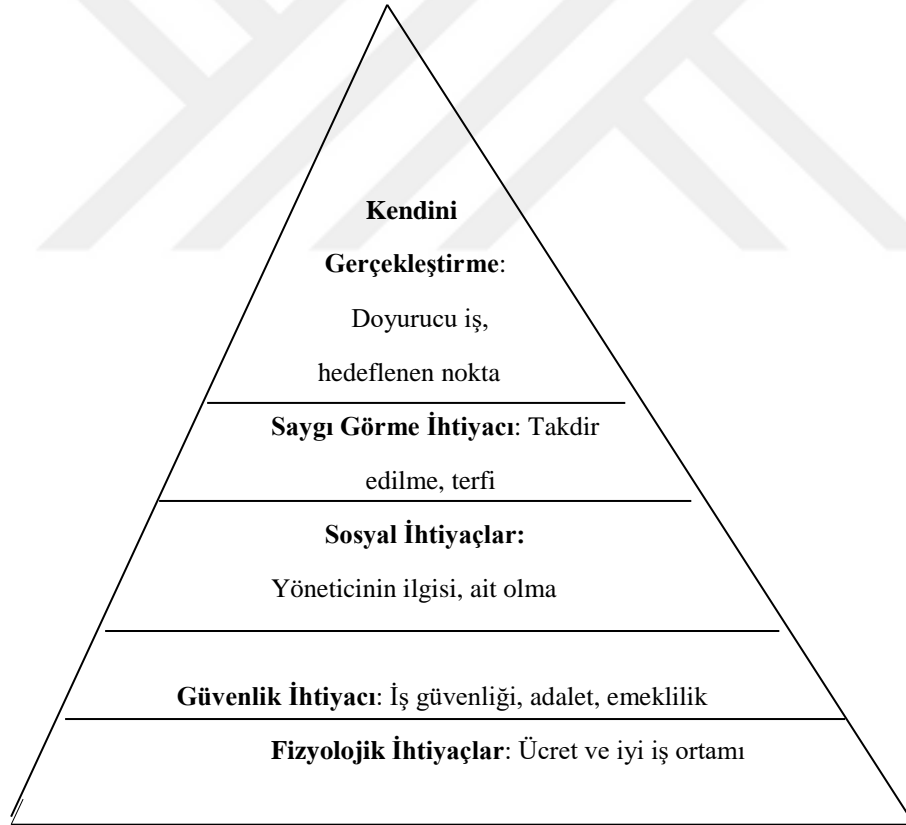 Kendini
Gerçekleştirme:
Doyurucu iş,
hedeflenen nokta
Saygı Görme İhtiyacı: Takdir
edilme, terfi
Sosyal İhtiyaçlar:
Yöneticinin ilgisi, ait olma
Güvenlik İhtiyacı: İş güvenliği, adalet, emeklilik
Fizyolojik İhtiyaçlar: Ücret ve iyi iş ortamı